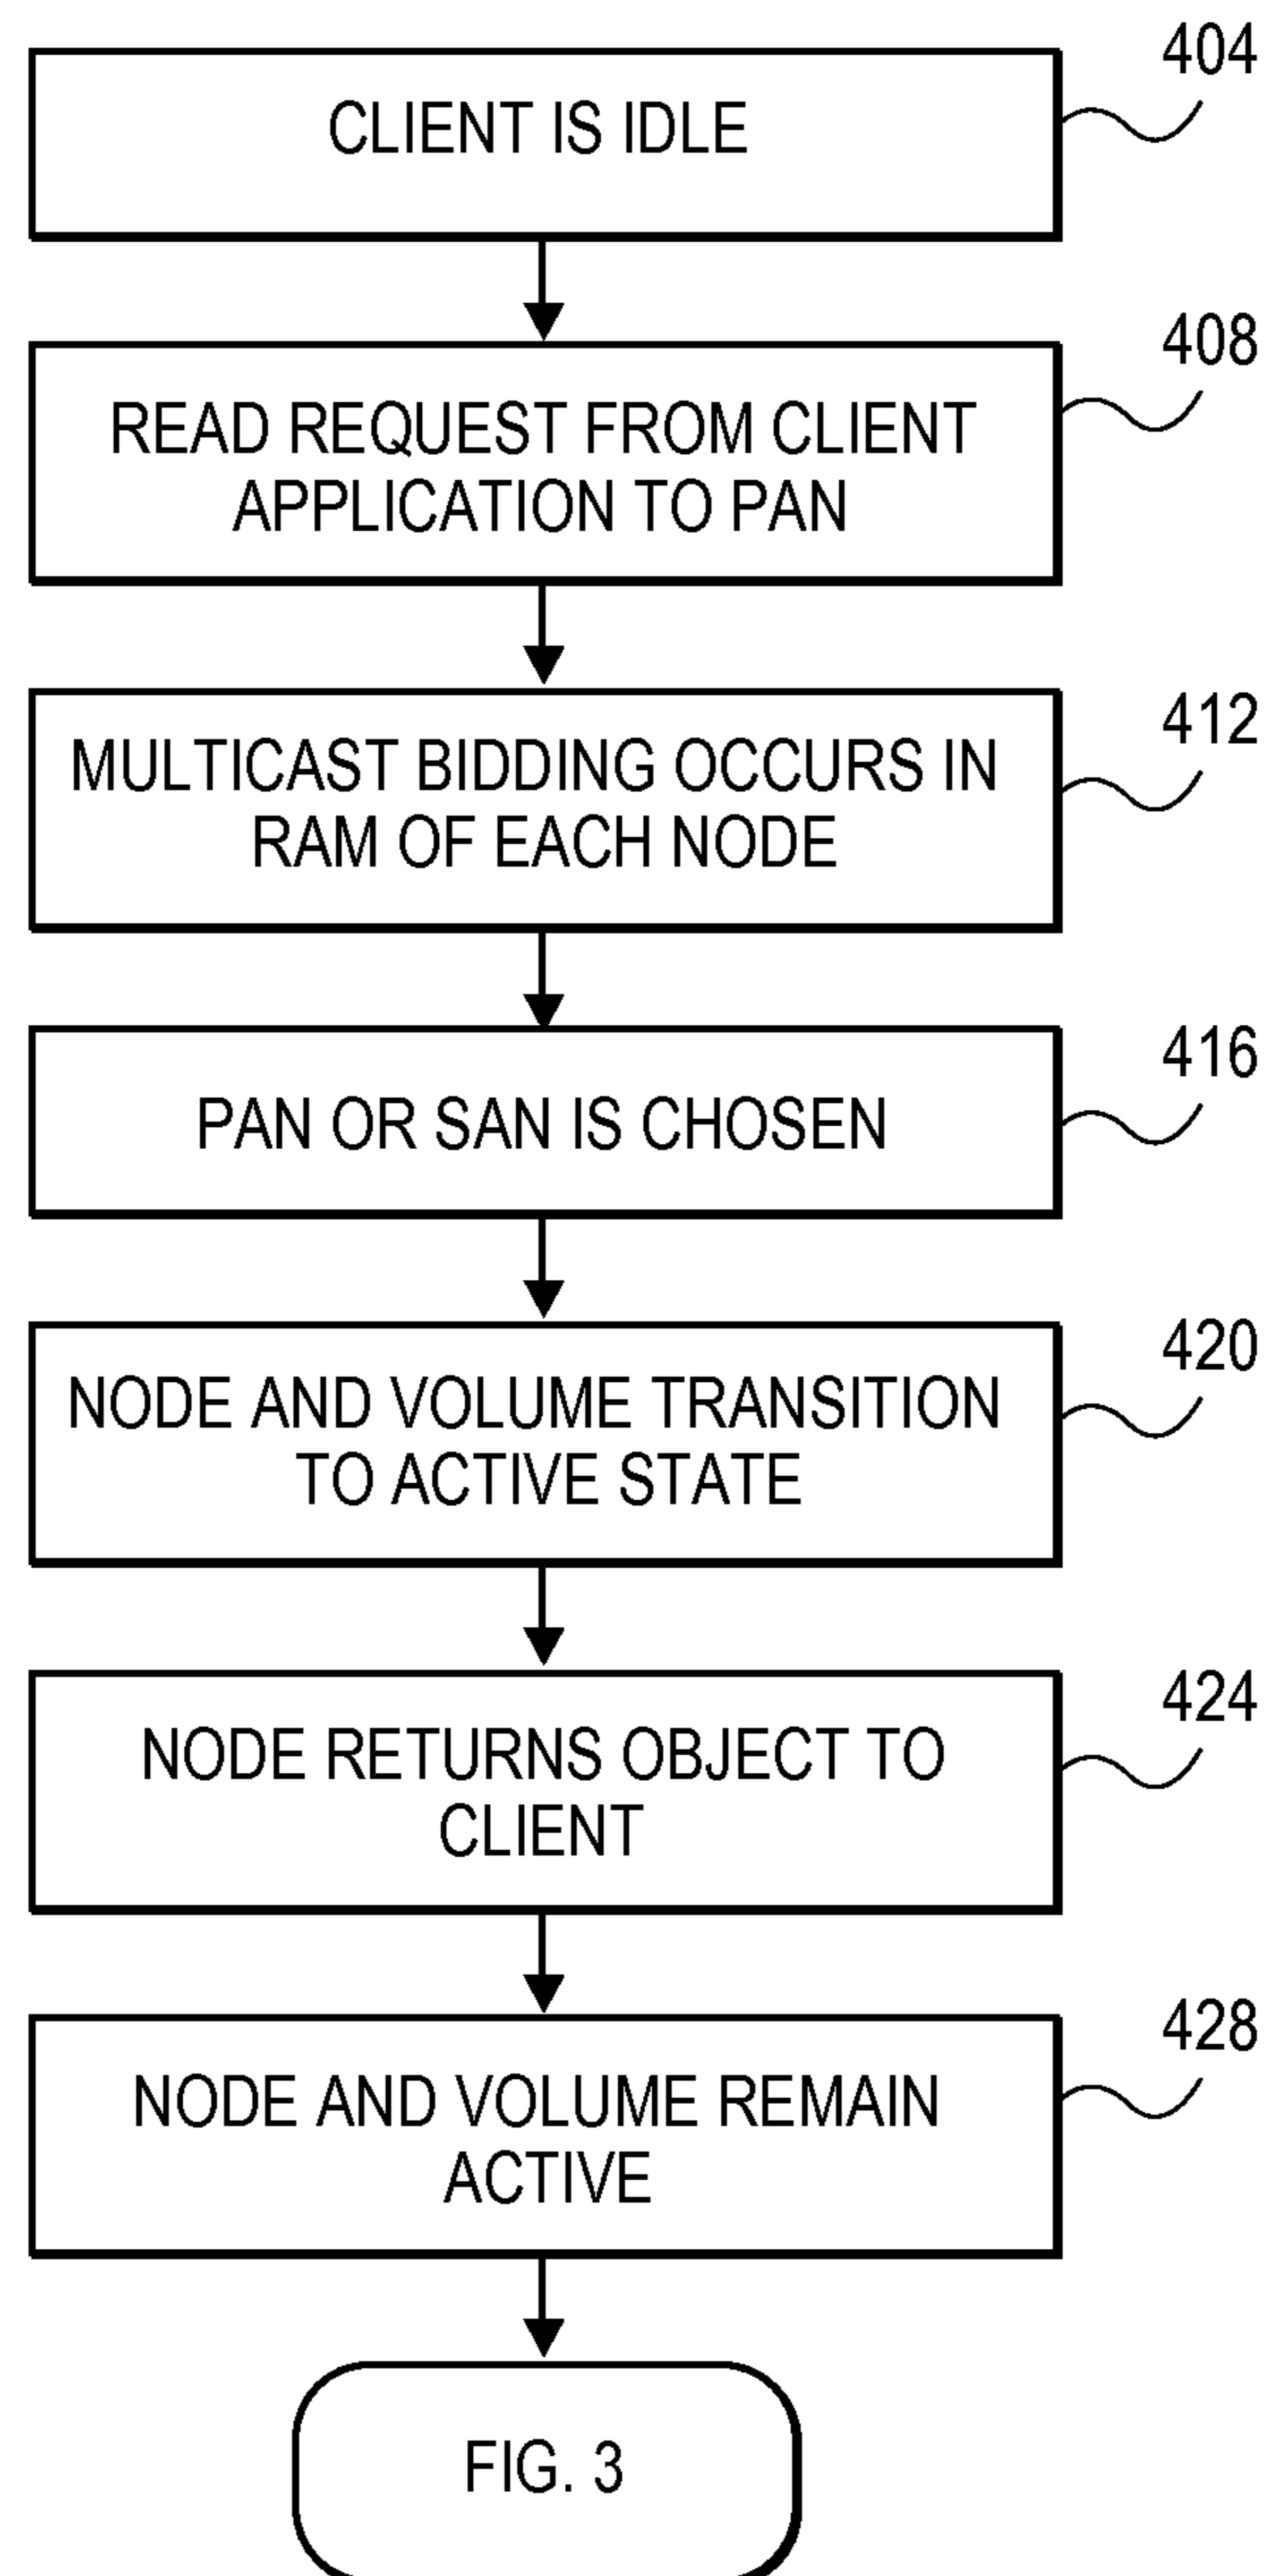 404
CLIENT IS IDLE
408
READ REQUEST FROM CLIENT
APPLICATION TO PAN
412
MULTICAST BIDDING OCCURS IN
RAM OF EACH NODE
416
PAN OR SAN IS CHOSEN
420
NODE AND VOLUME TRANSITION
TO ACTIVE STATE
424
NODE RETURNS OBJECT TO
CLIENT
428
NODE AND VOLUME REMAIN
ACTIVE
FIG. 3